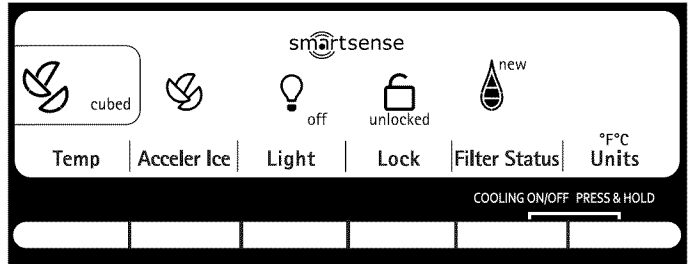 smartsense
cubed
off
unlocked
new
Temp
Acceler Ice
Light
Lock
Filter Status
°F°C
Units
COOLING ON/OFF PRESS & HOLD